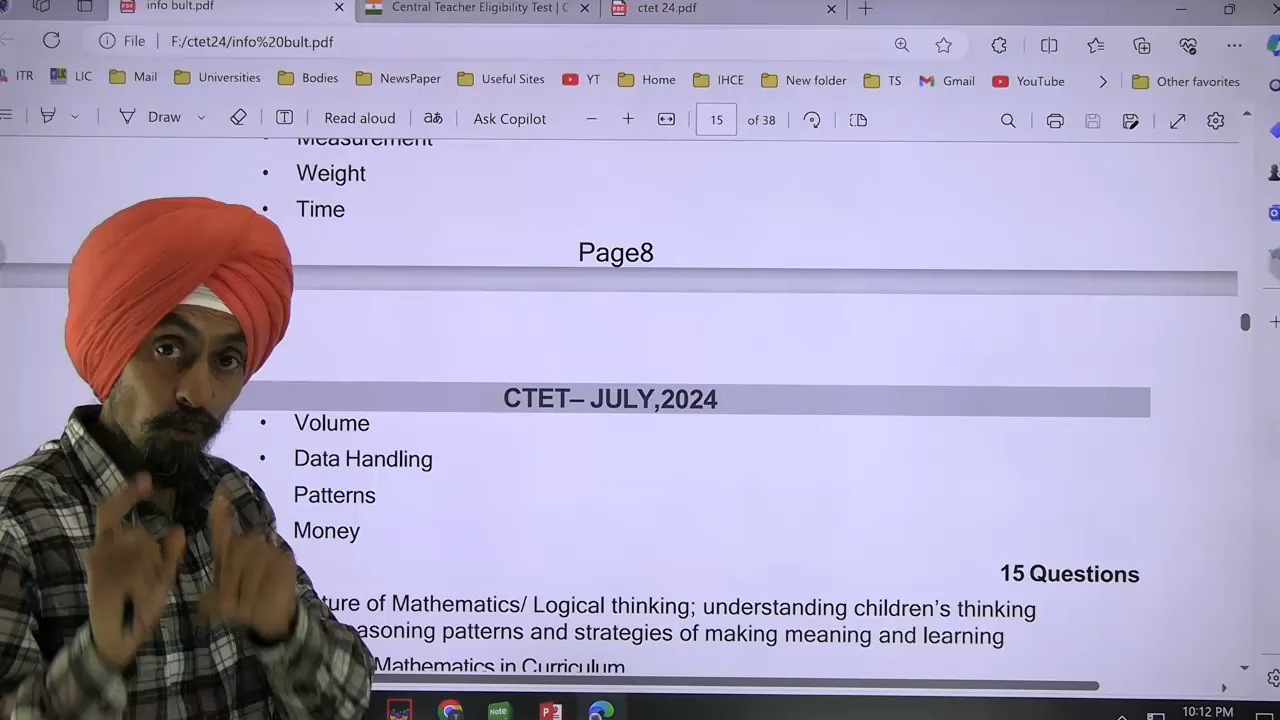 info bult.pdf
Central Teacher Eligibility Test | C
ctet 24.pdf
File F:/ctet24/info%20bult.pdf
ITR LIC Mail Universities Bodies NewsPaper Useful Sites YT Home IHCE New folder TS Gmail YouTube Other favorites
Draw Read aloud Ask Copilot 15 of 38
Measurement
• Weight
• Time
Page8
CTET– JULY,2024
• Volume
• Data Handling
Patterns
Money
15 Questions
ture of Mathematics/ Logical thinking; understanding children’s thinking
asoning patterns and strategies of making meaning and learning
Mathematics in Curriculum
Note
10:12 PM